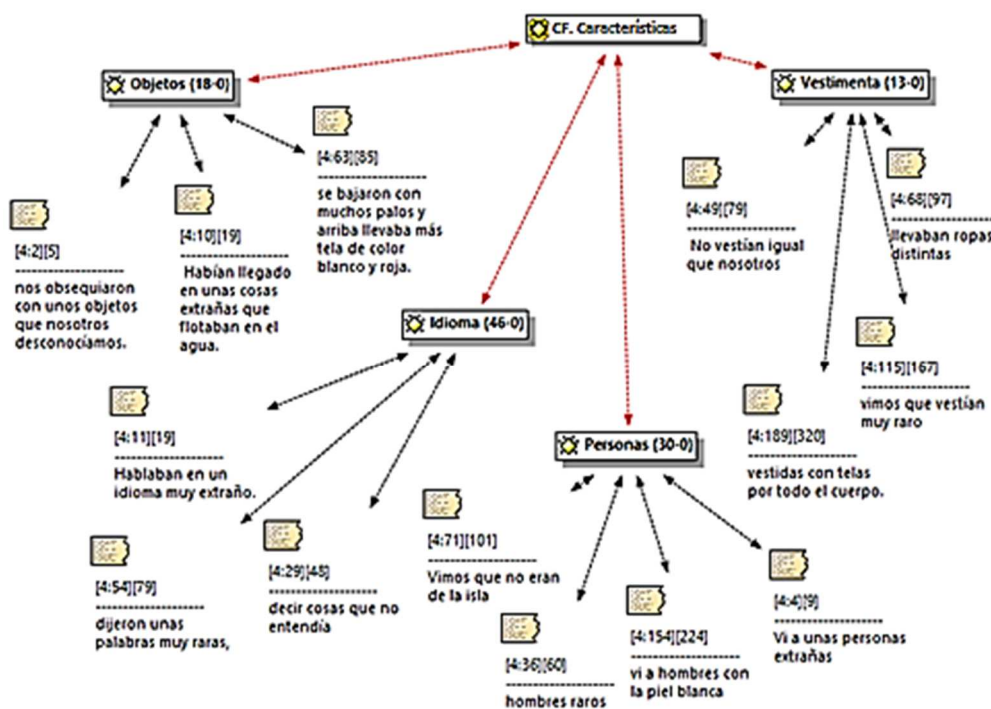 CF. Características
Objetos (18-0)
Vestimenta (13-0)
[4:63][85]
se bajaron con
muchos palos y
arriba llevaba más
tela de color
blanco y roja.
[4:2][5]
nos obsequiaron
con unos objetos
que nosotros
desconocíamos.
[4:10][19]
Habían llegado
en unas cosas
extrañas que
flotaban en el
agua.
[4:49][79]
No vestían igual
que nosotros
[4:68][97]
llevaban ropas
distintas
[4:115][167]
vimos que vestían
muy raro
[4:189][320]
vestidas con telas
por todo el cuerpo.
Idioma (46-0)
[4:11][19]
Hablaban en un
idioma muy extraño.
[4:54][79]
dijeron unas
palabras muy raras,
[4:29][48]
decir cosas que no
entendía
Personas (30-0)
[4:71][101]
Vimos que no eran
de la isla
[4:36][60]
hombres raros
[4:154][224]
vi a hombres con
la piel blanca
[4:4][9]
Vi a unas personas
extrañas